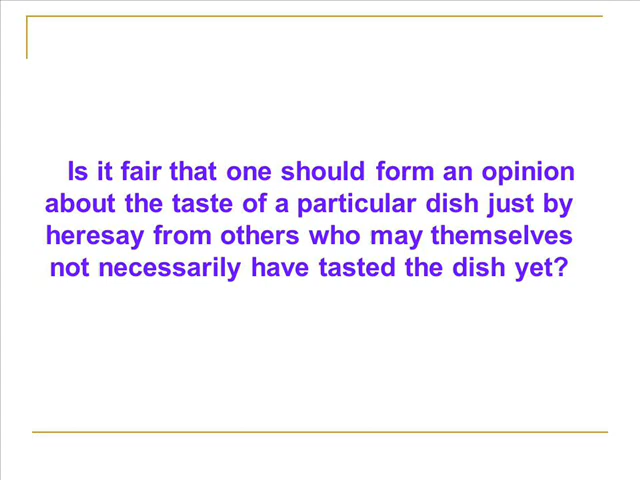 Is it fair that one should form an opinion
about the taste of a particular dish just by
heresay from others who may themselves
not necessarily have tasted the dish yet?